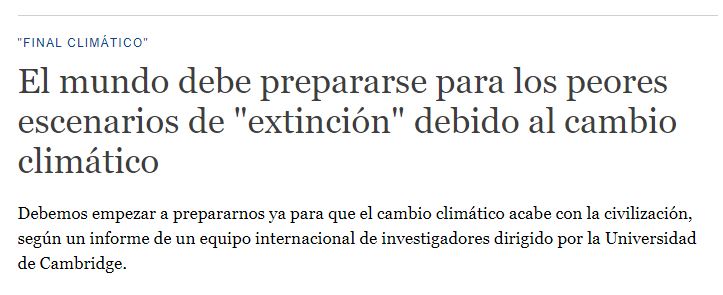 "FINAL CLIMÁTICO"
El mundo debe prepararse para los peores
escenarios de "extinción" debido al cambio
climático
Debemos empezar a prepararnos ya para que el cambio climático acabe con la civilización,
según un informe de un equipo internacional de investigadores dirigido por la Universidad
de Cambridge.